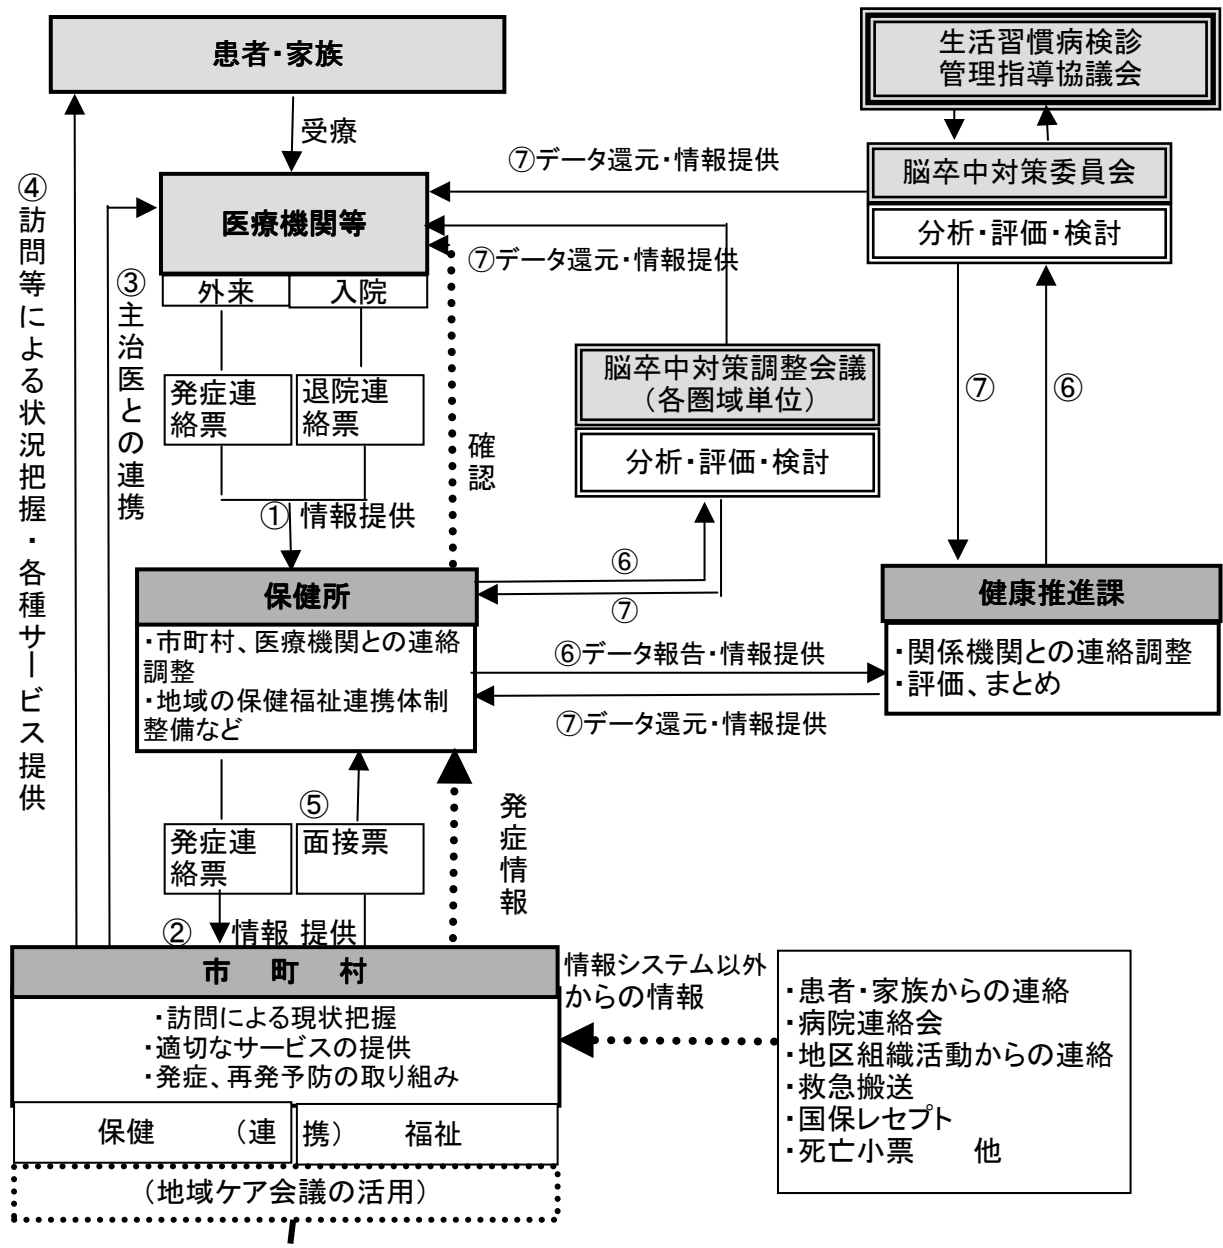 患者・家族
生活習慣病検診
管理指導協議会
受療
⑦データ還元・情報提供
脳卒中対策委員会
分析・評価・検討
医療機関等
外来
入院
⑦データ還元・情報提供
④訪問等による状況把握・各種サービス提供
③主治医との連携
発症連
絡票
退院連
絡票
確認
脳卒中対策調整会議
（各圏域単位）
分析・評価・検討
⑦
⑥
① 情報提供
⑥
⑦
保健所
・市町村、医療機関との連絡
調整
・地域の保健福祉連携体制
整備など
⑥データ報告・情報提供
⑦データ還元・情報提供
健康推進課
・関係機関との連絡調整
・評価、まとめ
発症連
絡票
⑤
面接票
発症情報
② 情報 提供
市 町 村
・訪問による現状把握
・適切なサービスの提供
・発症、再発予防の取り組み
保健 （連携） 福祉
（地域ケア会議の活用）
情報システム以外
からの情報
・患者・家族からの連絡
・病院連絡会
・地区組織活動からの連絡
・救急搬送
・国保レセプト
・死亡小票 他